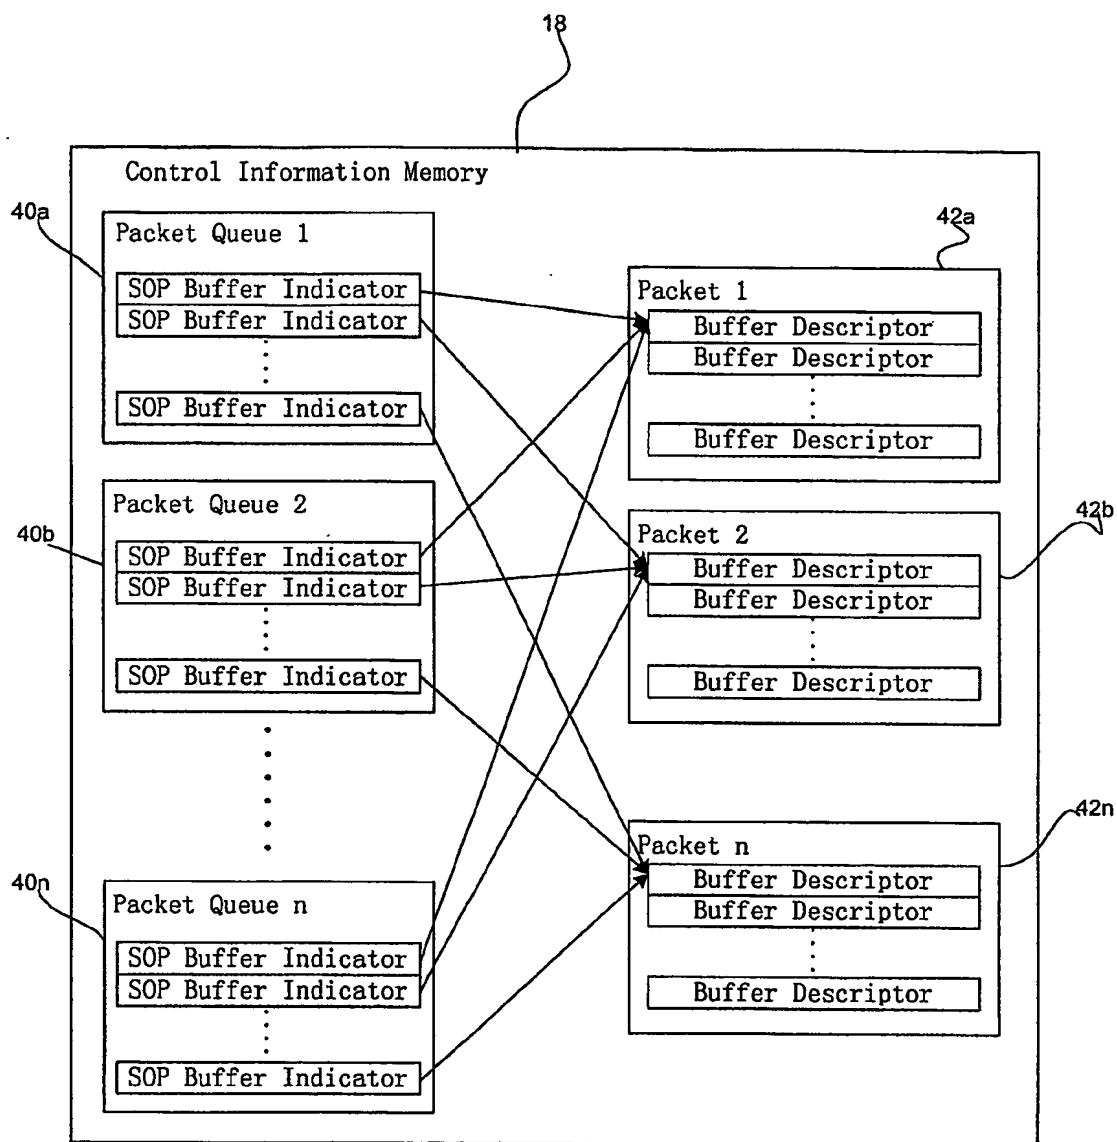 18
Control Information Memory
40a
Packet Queue 1
SOP Buffer Indicator
SOP Buffer Indicator
SOP Buffer Indicator
40b
Packet Queue 2
SOP Buffer Indicator
SOP Buffer Indicator
SOP Buffer Indicator
40n
Packet Queue n
SOP Buffer Indicator
SOP Buffer Indicator
SOP Buffer Indicator
42a
Packet 1
Buffer Descriptor
Buffer Descriptor
Buffer Descriptor
42b
Packet 2
Buffer Descriptor
Buffer Descriptor
Buffer Descriptor
42n
Packet n
Buffer Descriptor
Buffer Descriptor
Buffer Descriptor